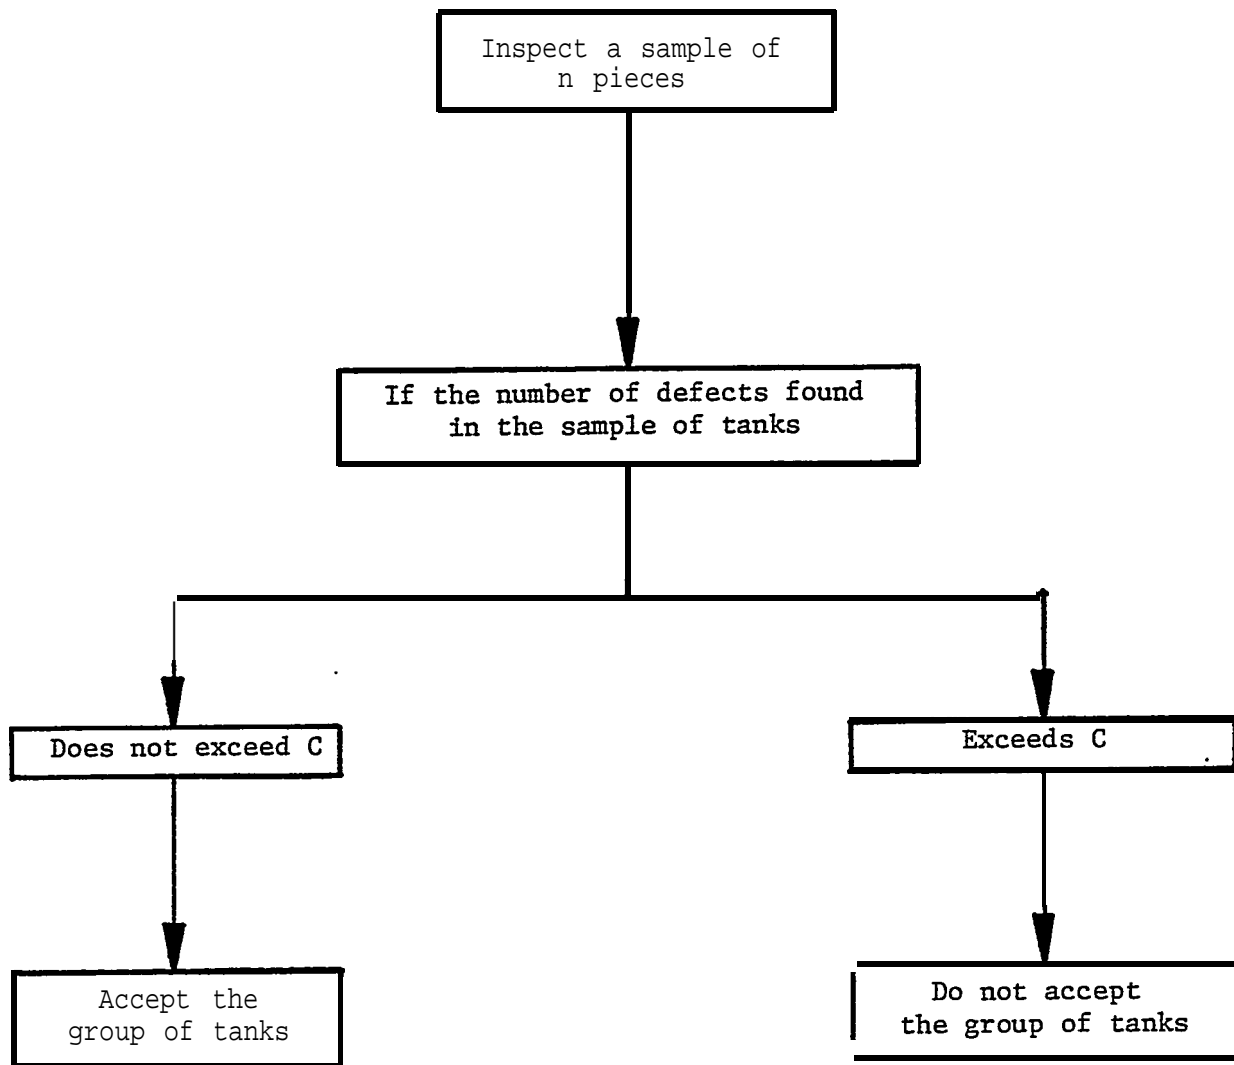 Inspect a sample of
n pieces
If the number of defects found
in the sample of tanks
Does not exceed C
Exceeds C
Accept the
group of tanks
Do not accept
the group of tanks